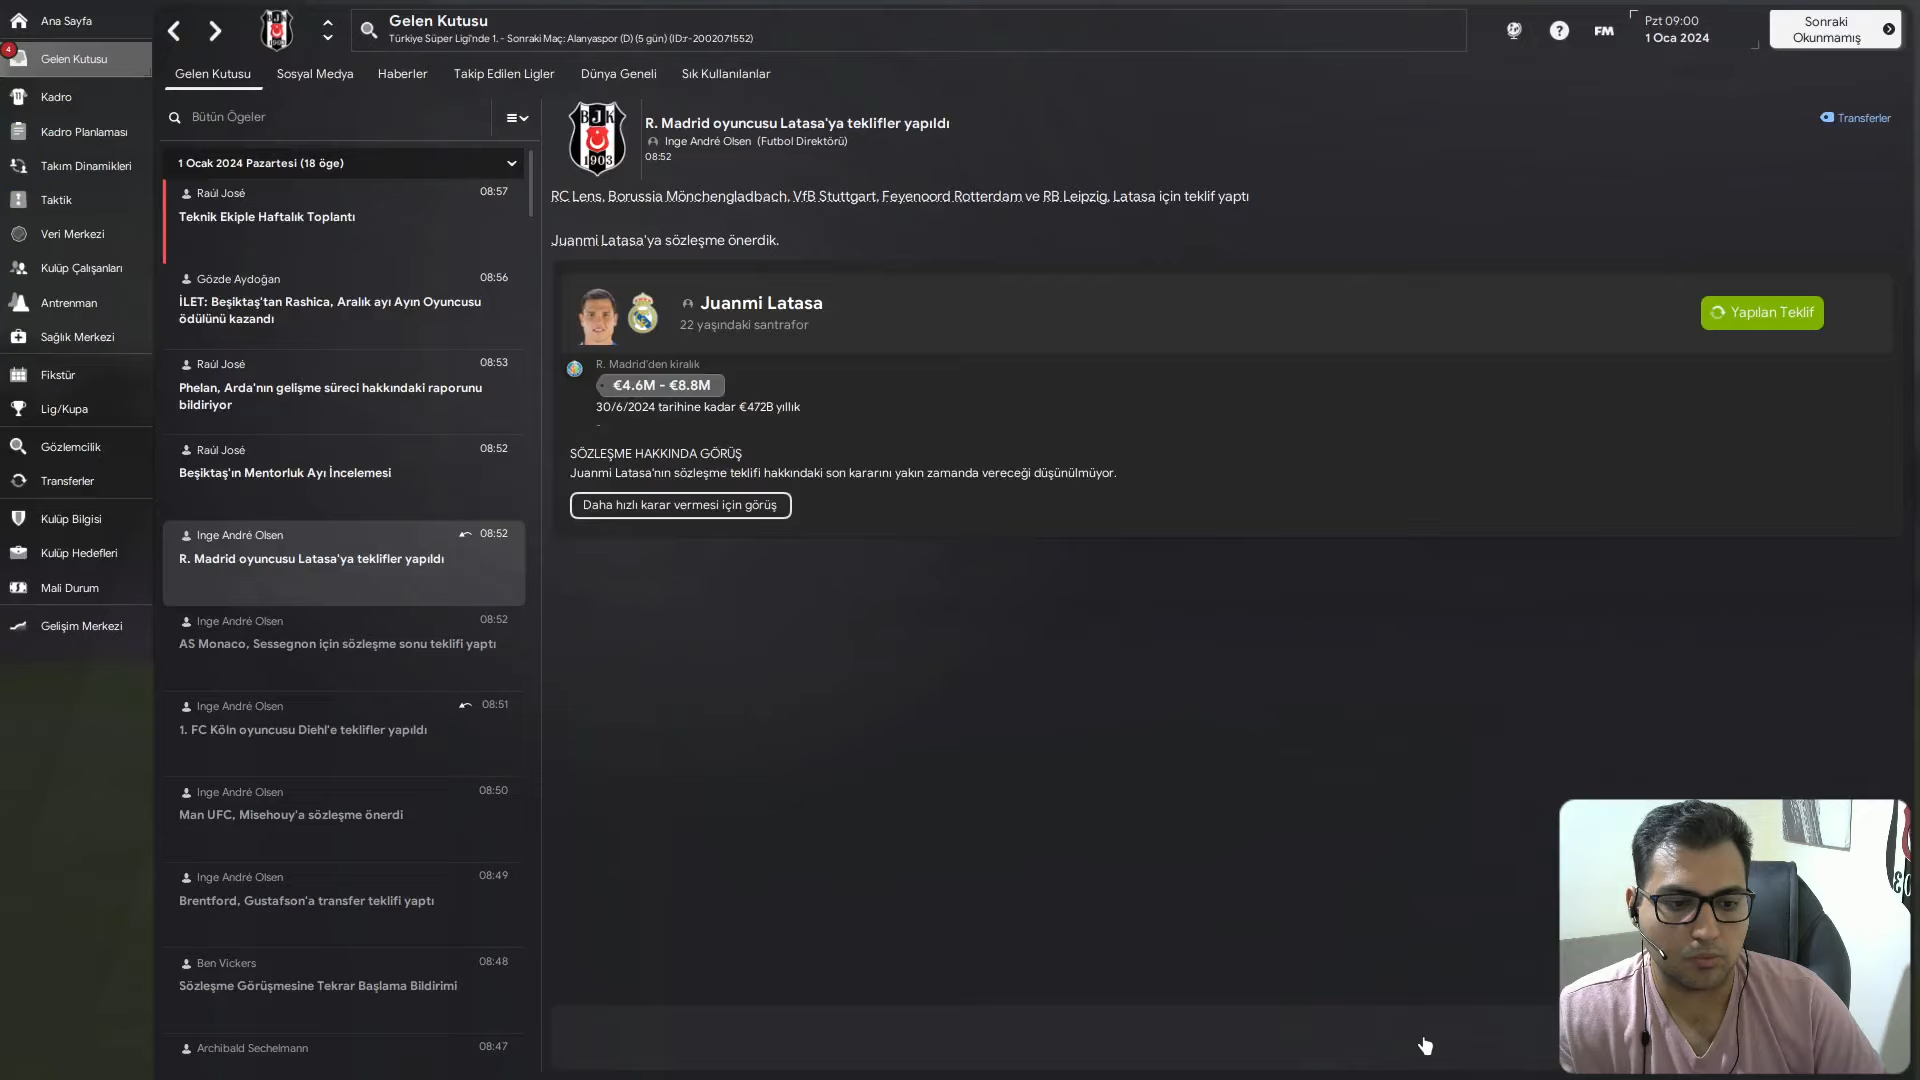 Ana Sayfa
4
Gelen Kutusu
Kadro
Kadro Planlaması
Takım Dinamikleri
Taktik
Veri Merkezi
Kulüp Çalışanları
Antrenman
Sağlık Merkezi
Fikstür
Lig/Kupa
Gözlemcilik
Transferler
Kulüp Bilgisi
Kulüp Hedefleri
Mali Durum
Gelişim Merkezi
Gelen Kutusu
Türkiye Süper Ligi'nde 1. - Sonraki Maç: Alanyaspor (D) (5 gün) (ID:r-2002071552)
FM
Pzt 09:00
1 Oca 2024
Sonraki
Okunmamış
Gelen Kutusu
Sosyal Medya
Haberler
Takip Edilen Ligler
Dünya Geneli
Sık Kullanılanlar
Bütün Ögeler
1 Ocak 2024 Pazartesi (18 öge)
Raúl José 08:57
Teknik Ekiple Haftalık Toplantı
Gözde Aydoğan 08:56
İLET: Beşiktaş'tan Rashica, Aralık ayı Ayın Oyuncusu
ödülünü kazandı
Raúl José 08:53
Phelan, Arda'nın gelişme süreci hakkındaki raporunu
bildiriyor
Raúl José 08:52
Beşiktaş'ın Mentorluk Ayı İncelemesi
Inge André Olsen 08:52
R. Madrid oyuncusu Latasa'ya teklifler yapıldı
Inge André Olsen 08:52
AS Monaco, Sessegnon için sözleşme sonu teklifi yaptı
Inge André Olsen 08:51
1. FC Köln oyuncusu Diehl'e teklifler yapıldı
Inge André Olsen 08:50
Man UFC, Misehouy'a sözleşme önerdi
Inge André Olsen 08:49
Brentford, Gustafson'a transfer teklifi yaptı
Ben Vickers 08:48
Sözleşme Görüşmesine Tekrar Başlama Bildirimi
Archibald Sechelmann 08:47
BJK
1903
R. Madrid oyuncusu Latasa'ya teklifler yapıldı
Inge André Olsen (Futbol Direktörü)
08:52
Transferler
RC Lens, Borussia Mönchengladbach, VfB Stuttgart, Feyenoord Rotterdam ve RB Leipzig, Latasa için teklif yaptı
Juanmi Latasa'ya sözleşme önerdik.
Juanmi Latasa
22 yaşındaki santrafor
Yapılan Teklif
R. Madrid'den kiralık
€4.6M - €8.8M
30/6/2024 tarihine kadar €472B yıllık
-
SÖZLEŞME HAKKINDA GÖRÜŞ
Juanmi Latasa'nın sözleşme teklifi hakkındaki son kararını yakın zamanda vereceği düşünülmüyor.
Daha hızlı karar vermesi için görüş